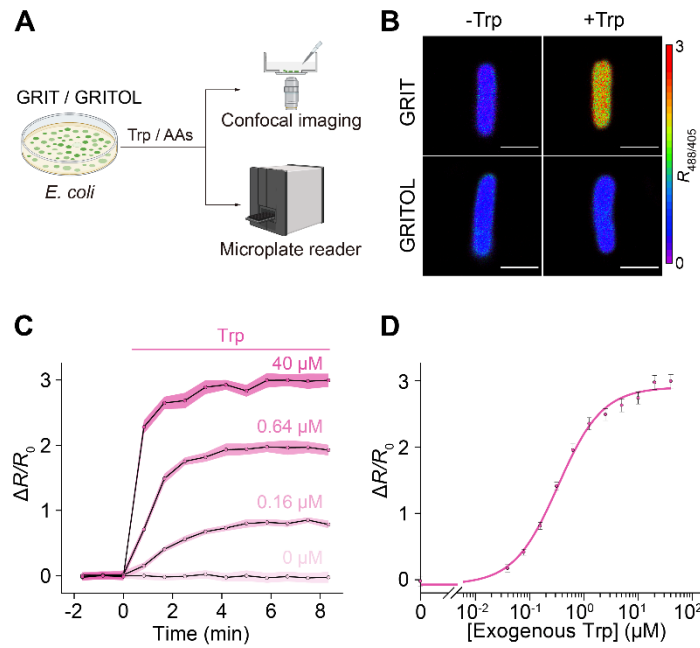 A
GRIT / GRITOL
Trp / AAs
E. coli
Confocal imaging
Microplate reader
B
-Trp
+Trp
GRIT
GRITOL
3
R488/405
0
C
Trp
40 µM
0.64 µM
0.16 µM
0 µM
3
2
1
0
ΔR/R0
-2
0
2
4
6
8
Time (min)
D
3
2
1
0
ΔR/R0
0
10-2
10-1
100
101
102
[Exogenous Trp] (µM)